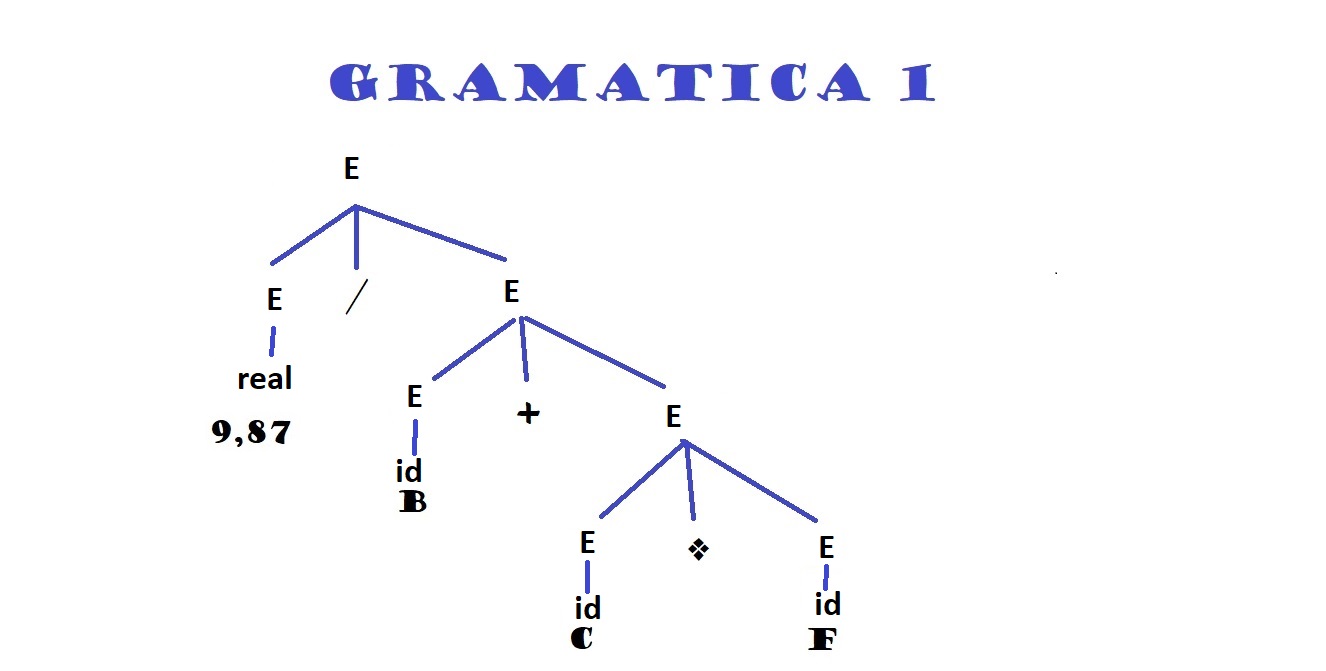 GRAMATICA 1
E
E / E
real
9,87
E + E
id
B
E ❖ E
id id
C F